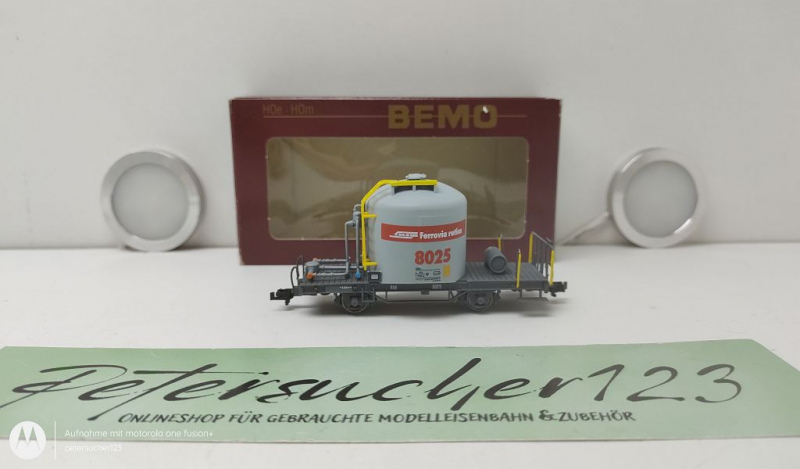 H0e - H0m
BEMO
Ferrovia retica
8025
Petersucher123
ONLINESHOP FÜR GEBRAUCHTE MODELLEISENBAHN & ZUBEHÖR
Aufnahme mit motorola one fusion+
petersucher123